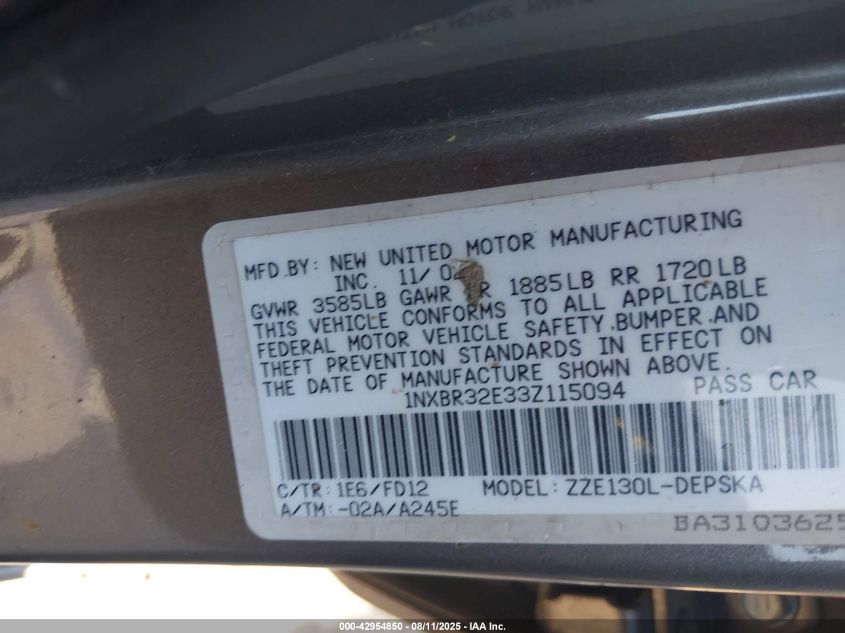 MFD.BY: NEW UNITED MOTOR MANUFACTURING
INC. 11/
GVWR 3585LB GAWR 1885LB RR 1720LB
THIS VEHICLE CONFORMS TO ALL APPLICABLE
FEDERAL MOTOR VEHICLE SAFETY,BUMPER,AND
THEFT PREVENTION STANDARDS IN EFFECT ON
THE DATE OF MANUFACTURE SHOWN ABOVE.
1NXBR32E33Z115094 PASS CAR
C/TR: 1E6/FD12 MODEL: ZZE130L-DEPSKA
A/TM: -02A/A245E
BA3103625
000-42954850 - 08/11/2025 - IAA Inc.